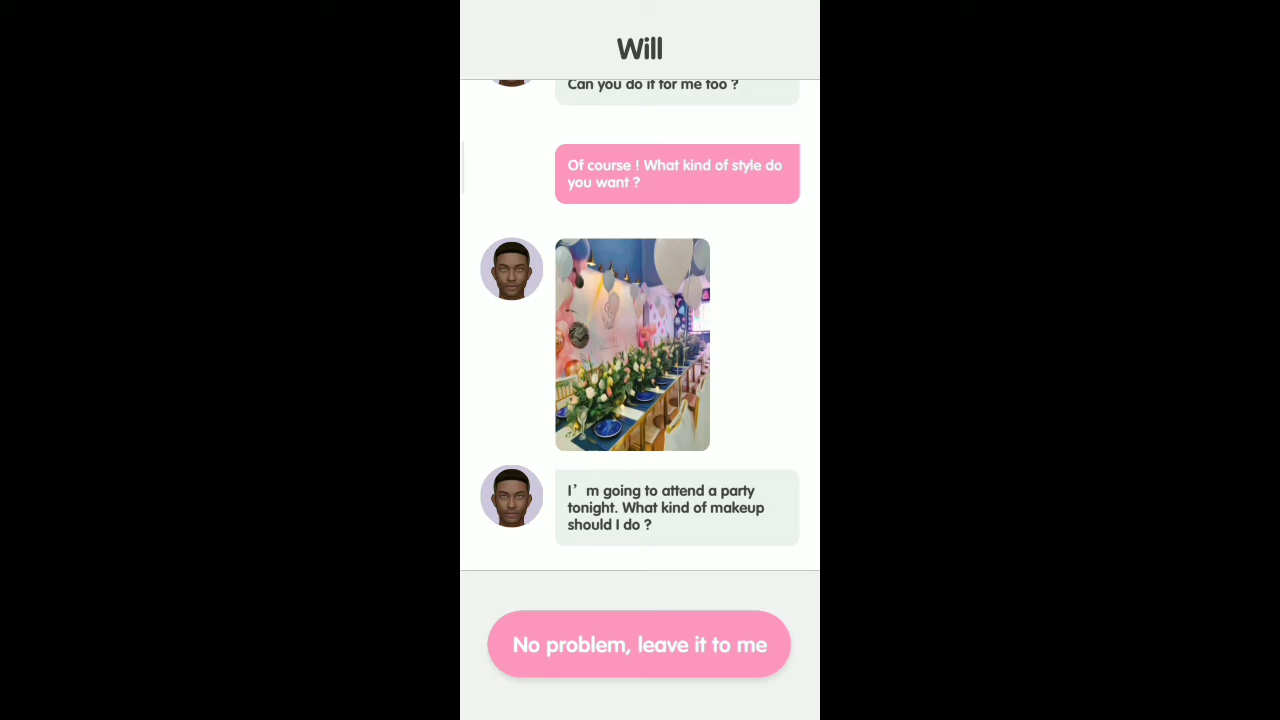 Will
Can you do it for me too ?
Of course ! What kind of style do
you want ?
I’m going to attend a party
tonight. What kind of makeup
should I do ?
No problem, leave it to me